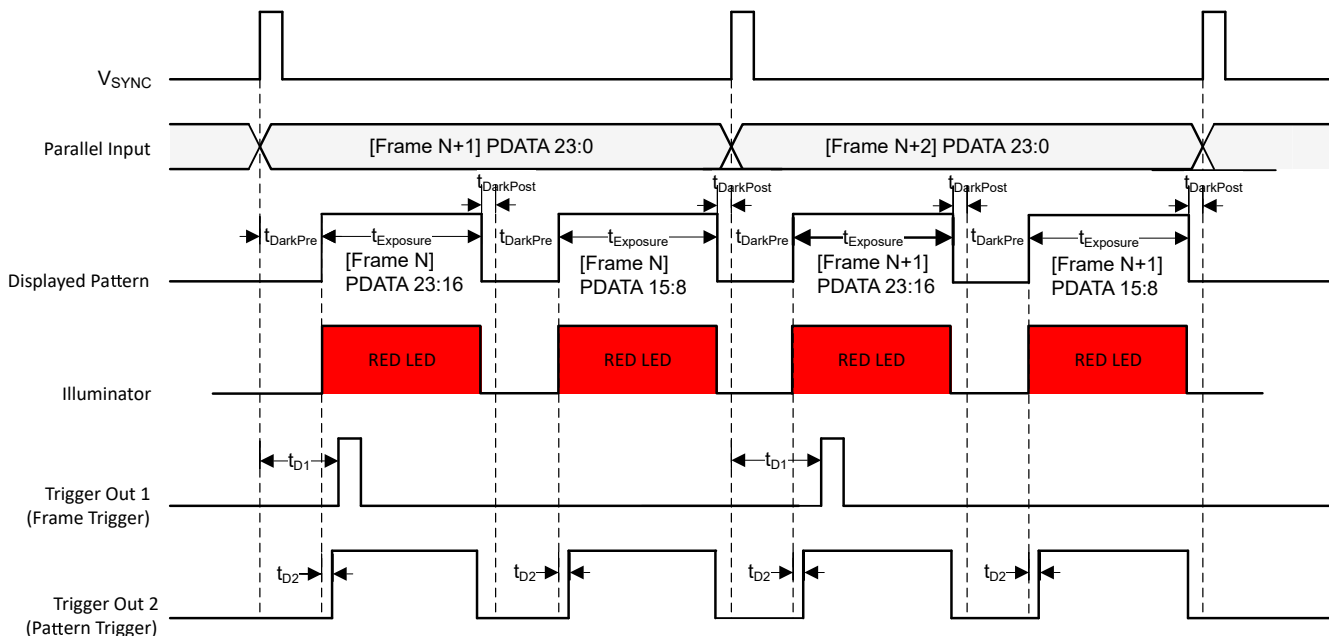 VSYNC
Parallel Input
[Frame N+1] PDATA 23:0
[Frame N+2] PDATA 23:0
tDarkPost
tDarkPost
tDarkPost
tDarkPost
tDarkPre
tExposure
tDarkPre
tExposure
tDarkPre
tExposure
tDarkPre
tExposure
Displayed Pattern
[Frame N]
PDATA 23:16
[Frame N]
PDATA 15:8
[Frame N+1]
PDATA 23:16
[Frame N+1]
PDATA 15:8
Illuminator
RED LED
RED LED
RED LED
RED LED
tD1
tD1
Trigger Out 1
(Frame Trigger)
tD2
tD2
tD2
tD2
Trigger Out 2
(Pattern Trigger)